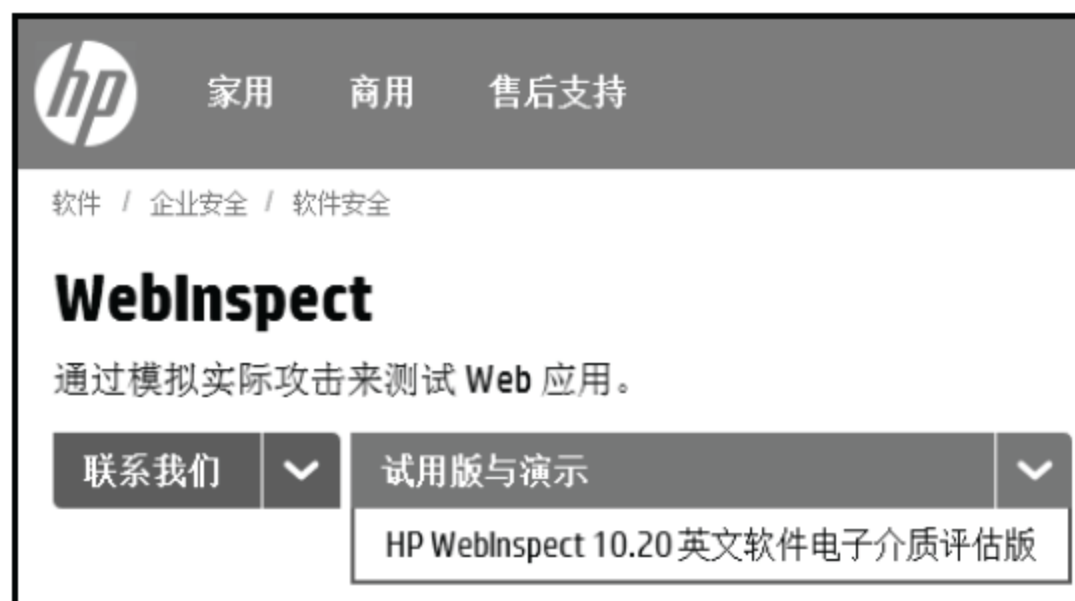 hp 家用 商用 售后支持
软件 / 企业安全 / 软件安全
WebInspect
通过模拟实际攻击来测试 Web 应用。
联系我们 试用版与演示
HP WebInspect 10.20 英文软件电子介质评估版